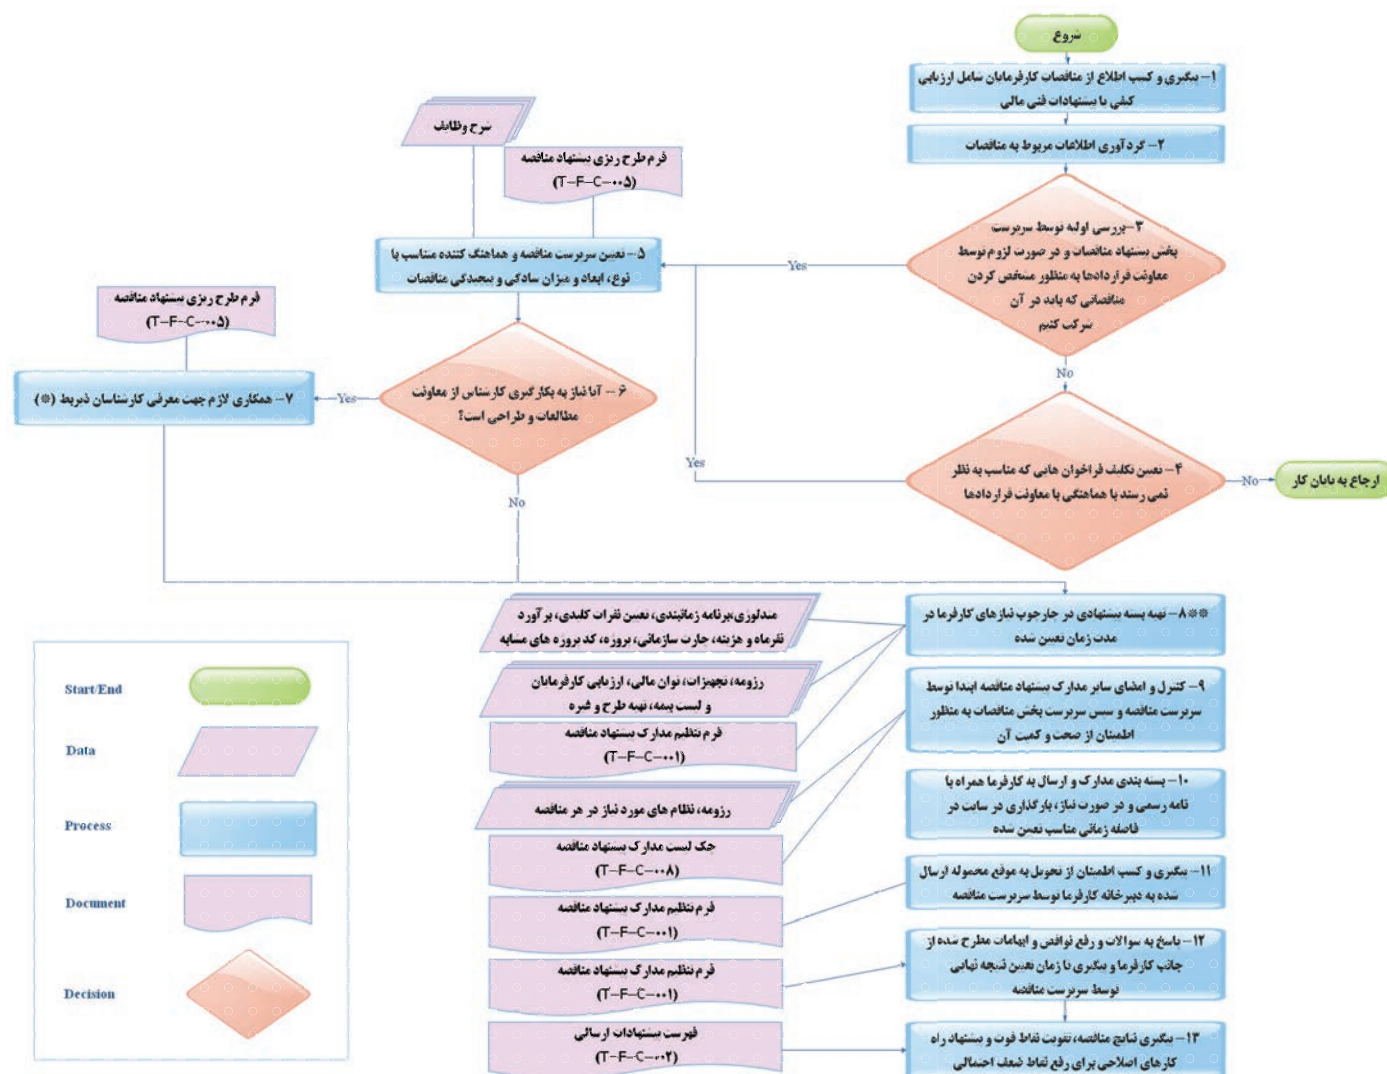 شروع
۱- پیگیری و کسب اطلاع از مناقصات کارفرمایان شامل ارزیابی
کیفی یا پیشنهادات فنی مالی
۲- گردآوری اطلاعات مربوط به مناقصات
۳-بررسی اولیه توسط سرپرست
بخش پیشنهاد مناقصات و در صورت لزوم توسط
معاونت قراردادها به منظور مشخص کردن
مناقصاتی که باید در آن
شرکت کنیم
Yes
No
۴- تعیین تکلیف فراخوان هایی که مناسب به نظر
نمی رسند با هماهنگی با معاونت قراردادها
Yes
No
ارجاع به پایان کار
شرح وظایف
فرم طرح ریزی پیشنهاد مناقصه
(T-F-C-۰۰۵)
۵- تعیین سرپرست مناقصه و هماهنگ کننده متناسب با
نوع، ابعاد و میزان سادگی و پیچیدگی مناقصات
۶- آیا نیاز به بکارگیری کارشناس از معاونت
مطالعات و طراحی است؟
Yes
No
فرم طرح ریزی پیشنهاد مناقصه
(T-F-C-۰۰۵)
۷- همکاری لازم جهت معرفی کارشناسان ذیربط (*)
**۸- تهیه بسته پیشنهادی در چارچوب نیازهای کارفرما در
مدت زمان تعیین شده
متدلوژی،برنامه زمانبندی، تعیین نفرات کلیدی، برآورد
نفرماه و هزینه، چارت سازمانی، پروژه، کد پروژه های مشابه
رزومه، تجهیزات، توان مالی، ارزیابی کارفرمایان
و لیست بیمه، تهیه طرح و غیره
فرم تنظیم مدارک پیشنهاد مناقصه
(T-F-C-۰۰۱)
۹- کنترل و امضای سایر مدارک پیشنهاد مناقصه ابتدا توسط
سرپرست مناقصه و سپس سرپرست بخش مناقصات به منظور
اطمینان از صحت و کمیت آن
رزومه، نظام های مورد نیاز در هر مناقصه
چک لیست مدارک پیشنهاد مناقصه
(T-F-C-۰۰۸)
۱۰- بسته بندی مدارک و ارسال به کارفرما همراه با
نامه رسمی و در صورت نیاز، بارگذاری در سایت در
فاصله زمانی مناسب تعیین شده
۱۱- پیگیری و کسب اطمینان از تحویل به موقع محموله ارسال
شده به دبیرخانه کارفرما توسط سرپرست مناقصه
فرم تنظیم مدارک پیشنهاد مناقصه
(T-F-C-۰۰۱)
۱۲- پاسخ به سوالات و رفع نواقص و ابهامات مطرح شده از
جانب کارفرما و پیگیری تا زمان تعیین نتیجه نهایی
توسط سرپرست مناقصه
فرم تنظیم مدارک پیشنهاد مناقصه
(T-F-C-۰۰۱)
۱۳- پیگیری نتایج مناقصه، تقویت نقاط قوت و پیشنهاد راه
کارهای اصلاحی برای رفع نقاط ضعف احتمالی
فهرست پیشنهادات ارسالی
(T-F-C-۰۰۲)
Start/End
Data
Process
Document
Decision